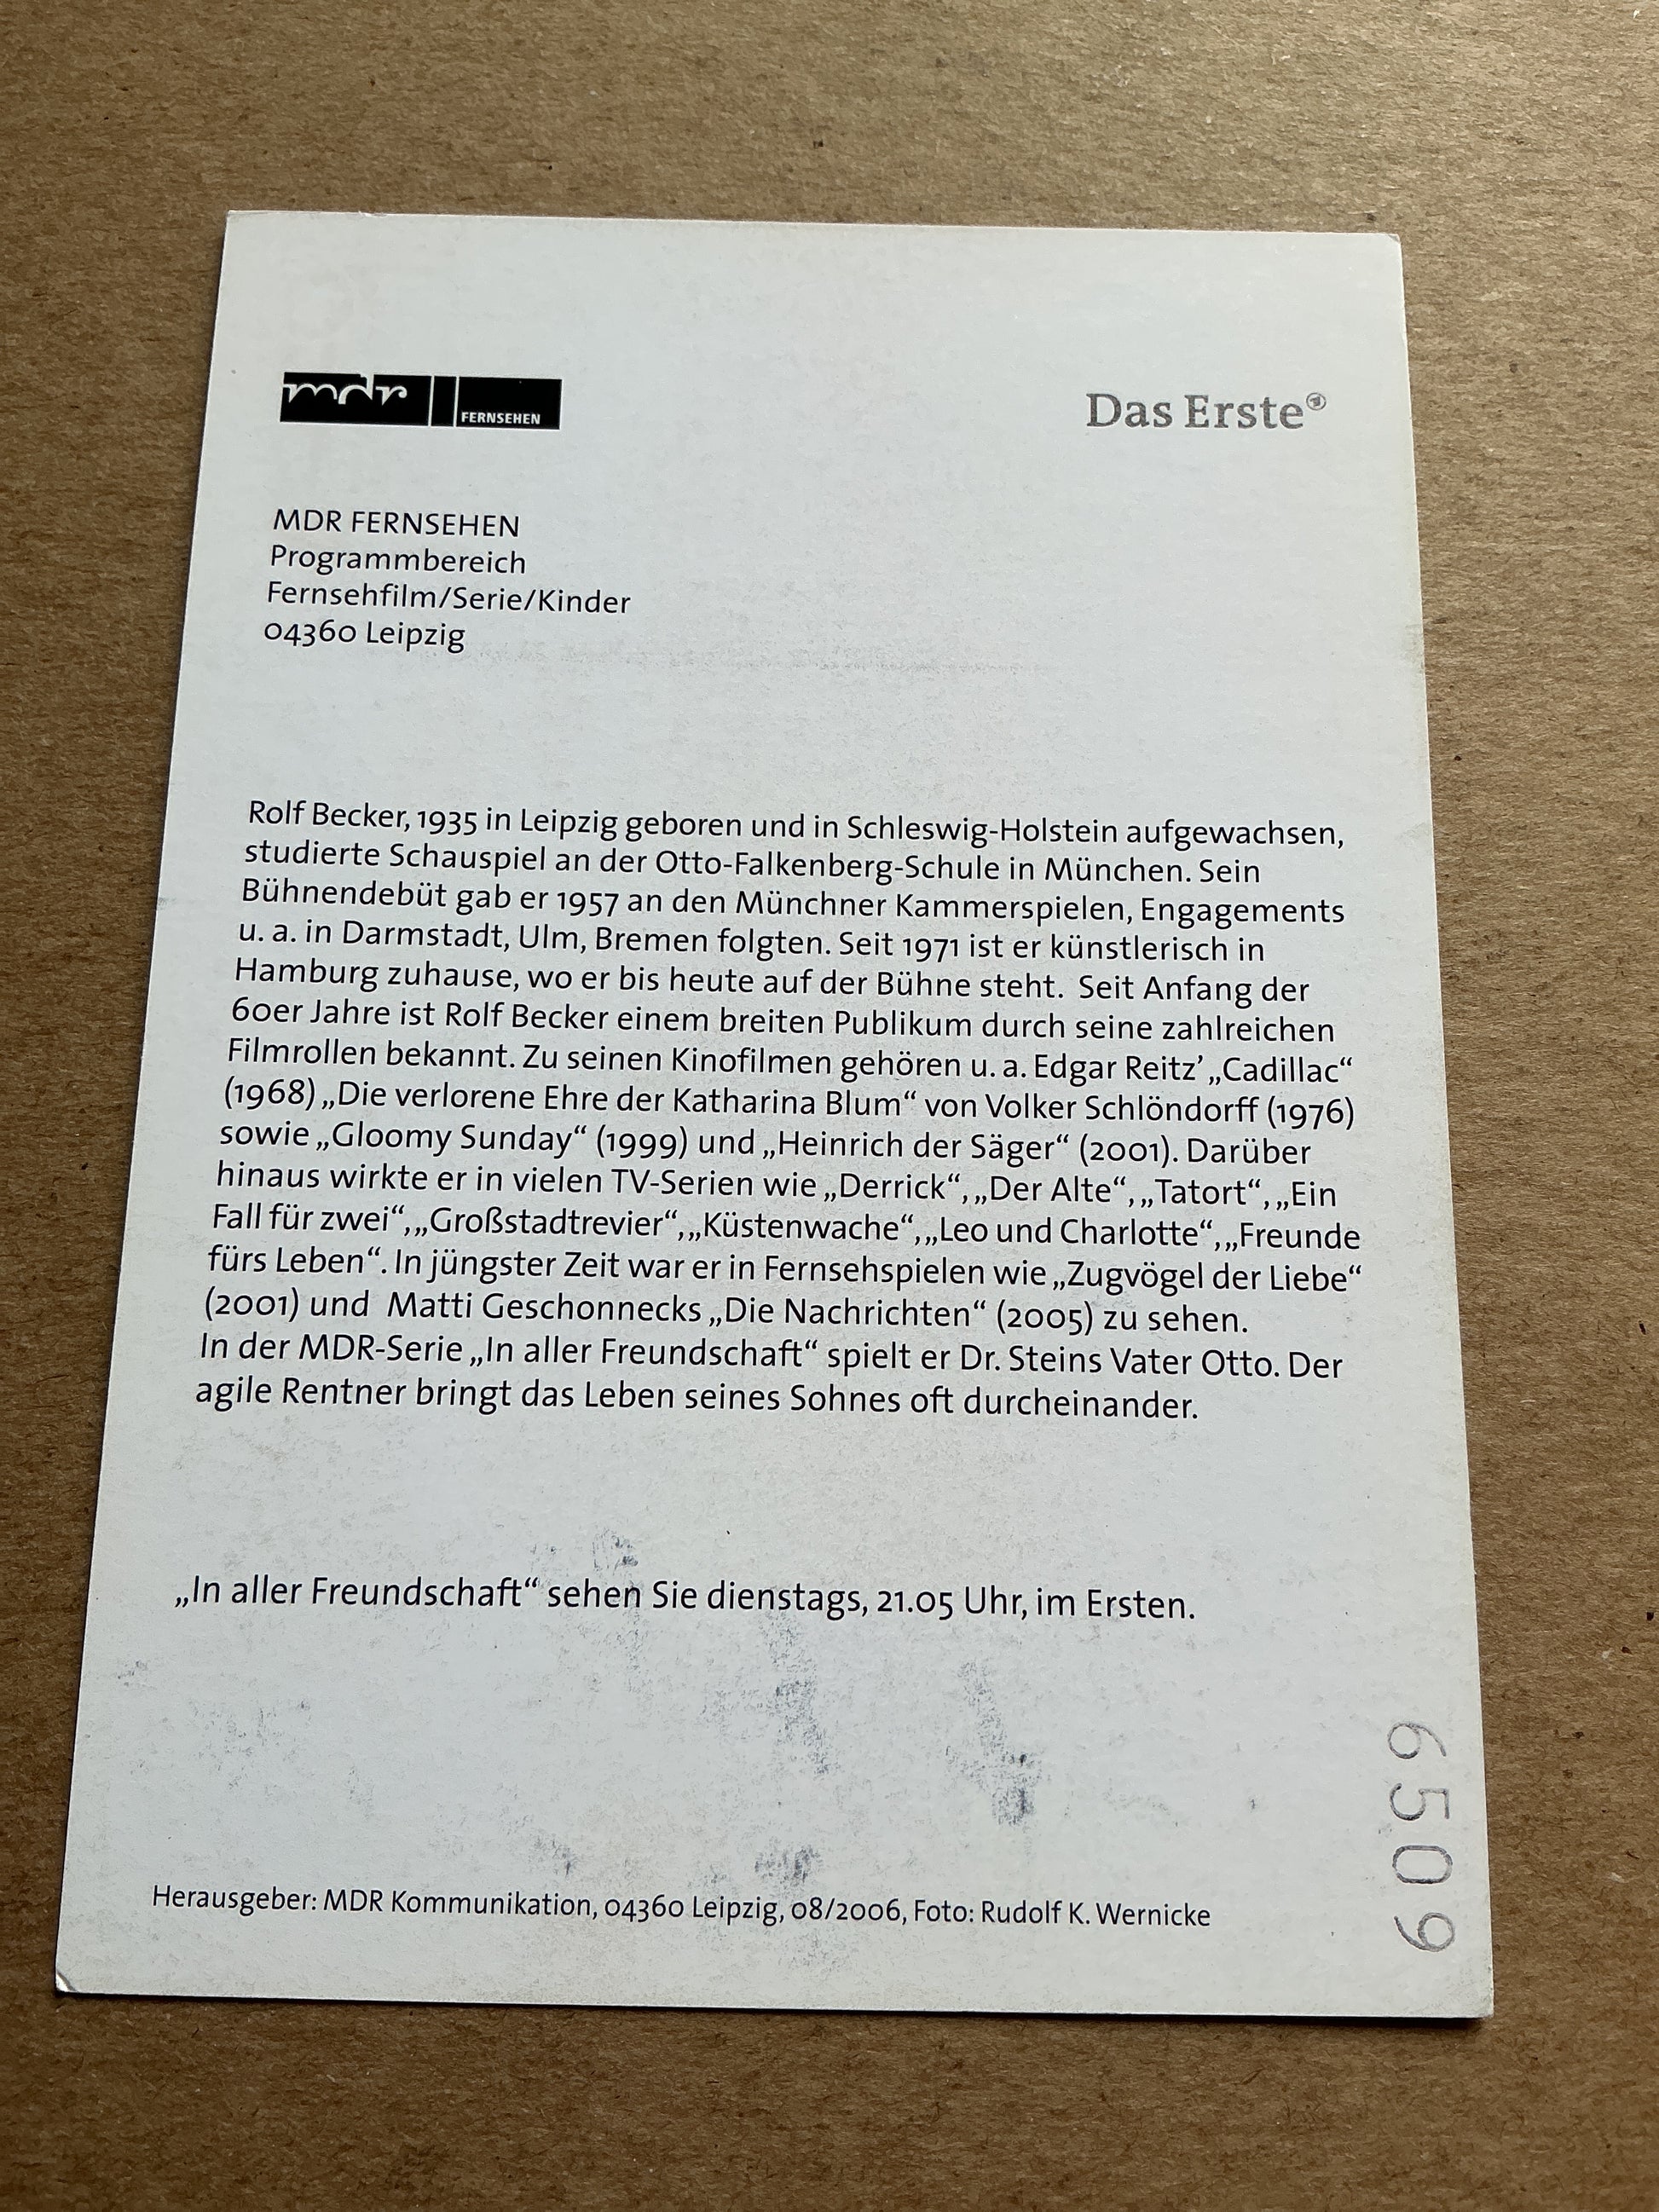 mdr FERNSEHEN
Das Erste
MDR FERNSEHEN
Programmbereich
Fernsehfilm/Serie/Kinder
04360 Leipzig
Rolf Becker, 1935 in Leipzig geboren und in Schleswig-Holstein aufgewachsen,
studierte Schauspiel an der Otto-Falkenberg-Schule in München. Sein
Bühnendebüt gab er 1957 an den Münchner Kammerspielen, Engagements
u. a. in Darmstadt, Ulm, Bremen folgten. Seit 1971 ist er künstlerisch in
Hamburg zuhause, wo er bis heute auf der Bühne steht. Seit Anfang der
60er Jahre ist Rolf Becker einem breiten Publikum durch seine zahlreichen
Filmrollen bekannt. Zu seinen Kinofilmen gehören u. a. Edgar Reitz’ „Cadillac“
(1968) „Die verlorene Ehre der Katharina Blum“ von Volker Schlöndorff (1976)
sowie „Gloomy Sunday“ (1999) und „Heinrich der Säger“ (2001). Darüber
hinaus wirkte er in vielen TV-Serien wie „Derrick“, „Der Alte“, „Tatort“, „Ein
Fall für zwei“, „Großstadtrevier“, „Küstenwache“, „Leo und Charlotte“, „Freunde
fürs Leben“. In jüngster Zeit war er in Fernsehspielen wie „Zugvögel der Liebe“
(2001) und Matti Geschonnecks „Die Nachrichten“ (2005) zu sehen.
In der MDR-Serie „In aller Freundschaft“ spielt er Dr. Steins Vater Otto. Der
agile Rentner bringt das Leben seines Sohnes oft durcheinander.
„In aller Freundschaft“ sehen Sie dienstags, 21.05 Uhr, im Ersten.
6509
Herausgeber: MDR Kommunikation, 04360 Leipzig, 08/2006, Foto: Rudolf K. Wernicke